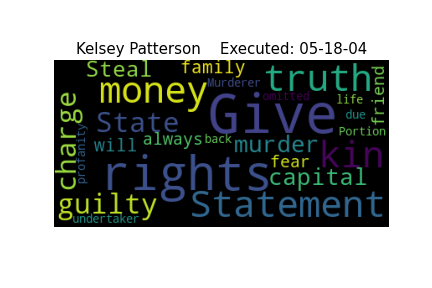 Kelsey Patterson    Executed: 05-18-04
Steal family friend
money Murderer truth
omitted life
charge Give due
State Portion
profanity will always back murder kin
fear
rights capital
guilty Statement
undertaker